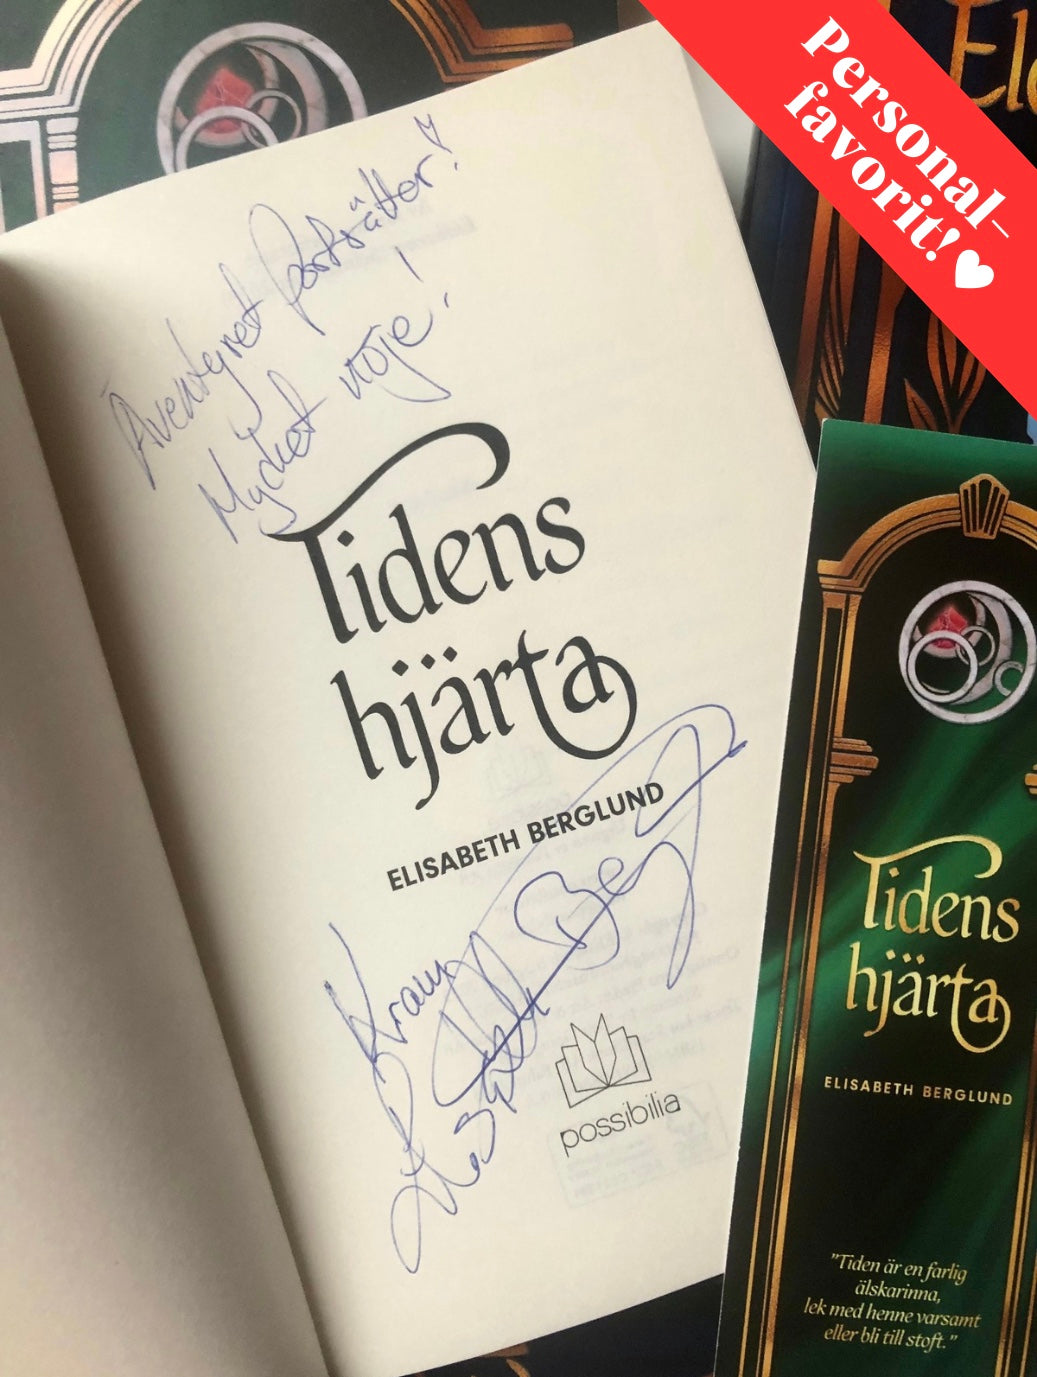 Personal-
favorit! ♥
El
Äventyret fortsätter! ♡
Mycket nöje!
Tidens
hjärta
ELISABETH BERGLUND
Kram
possibilia
Tidens
hjärta
ELISABETH BERGLUND
"Tiden är en farlig
älskarinna,
lek med henne varsamt
eller bli till stoft."